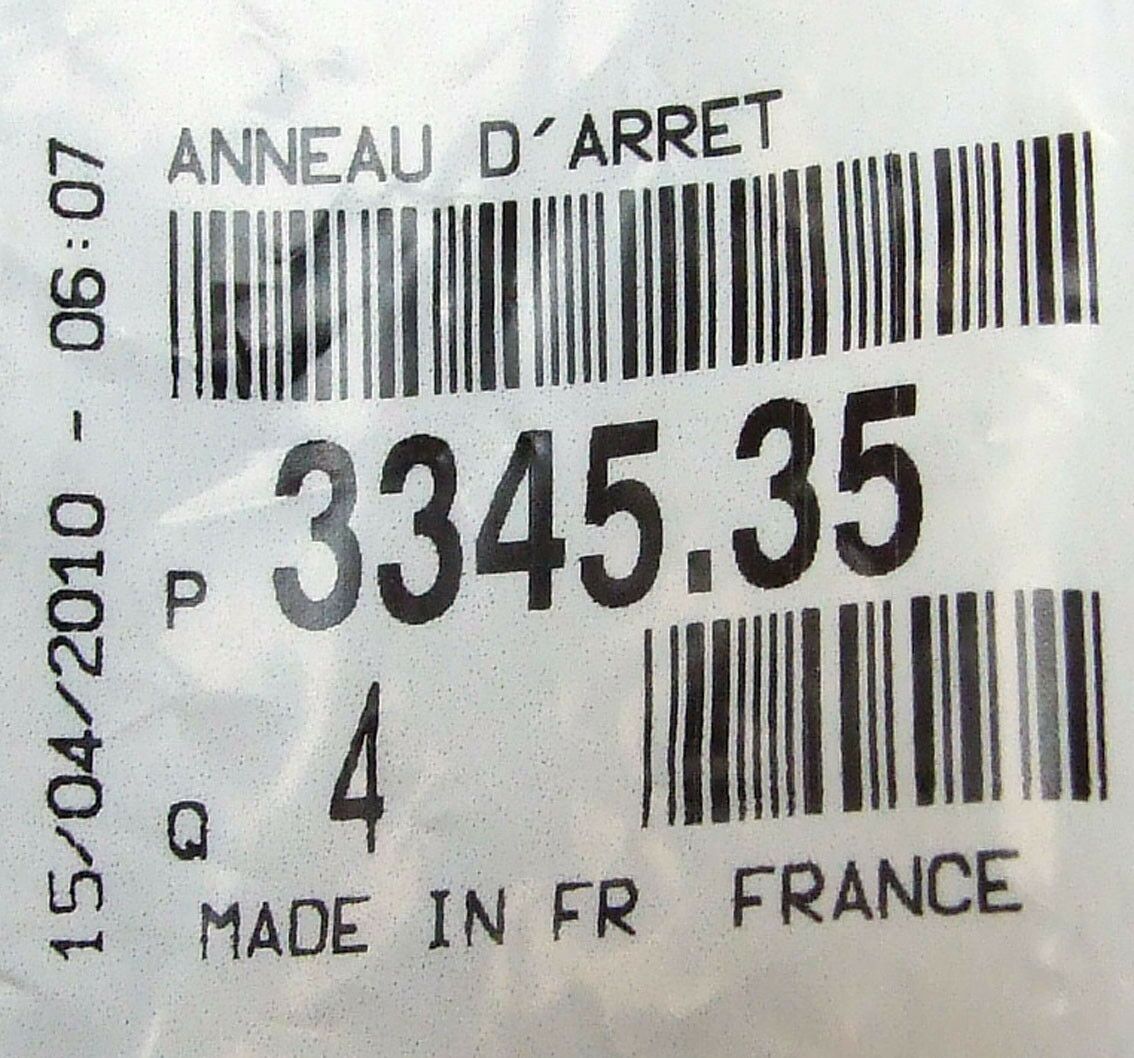 ANNEAU D'ARRET
P 3345.35
Q 4
MADE IN FR FRANCE
15/04/2010 - 06:07